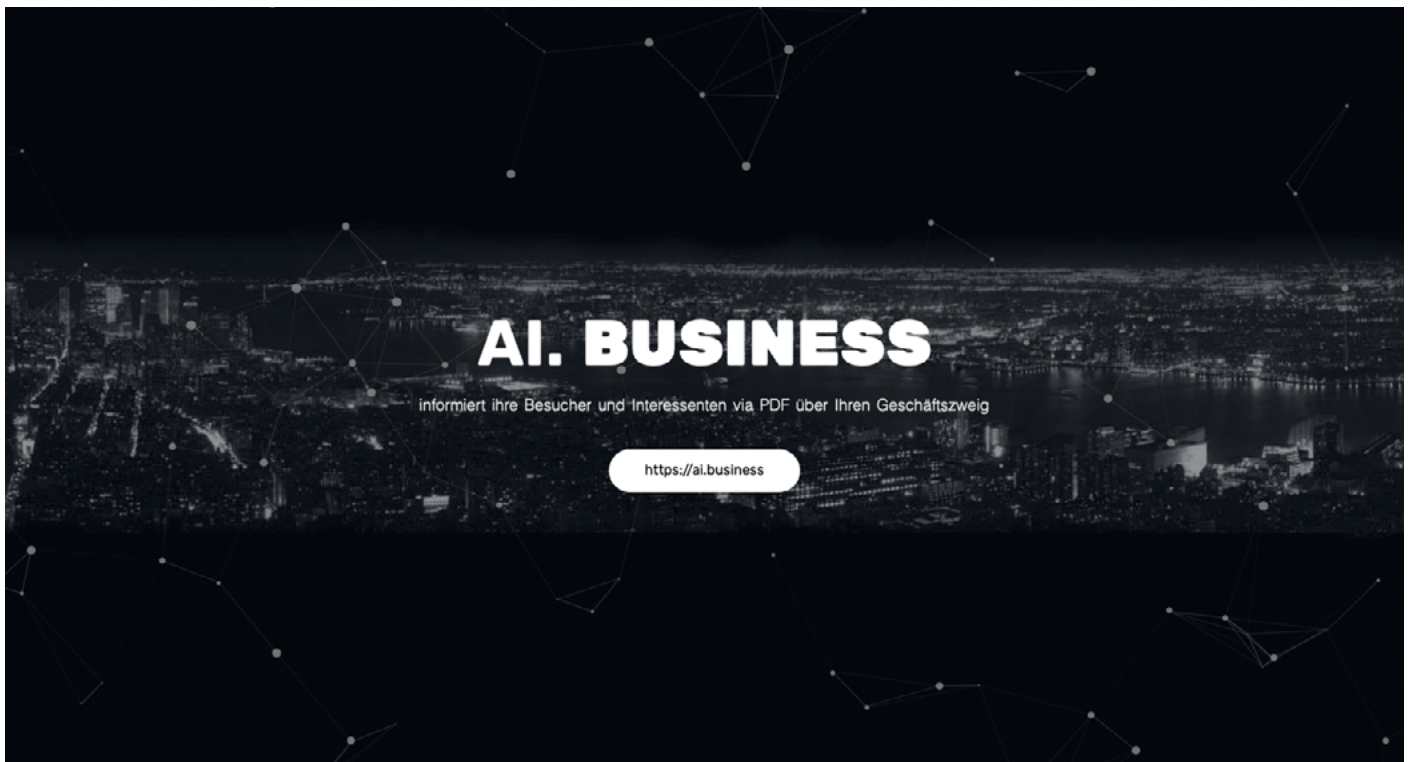 AI. BUSINESS
informiert ihre Besucher und Interessenten via PDF über Ihren Geschäftszweig
https://ai.business